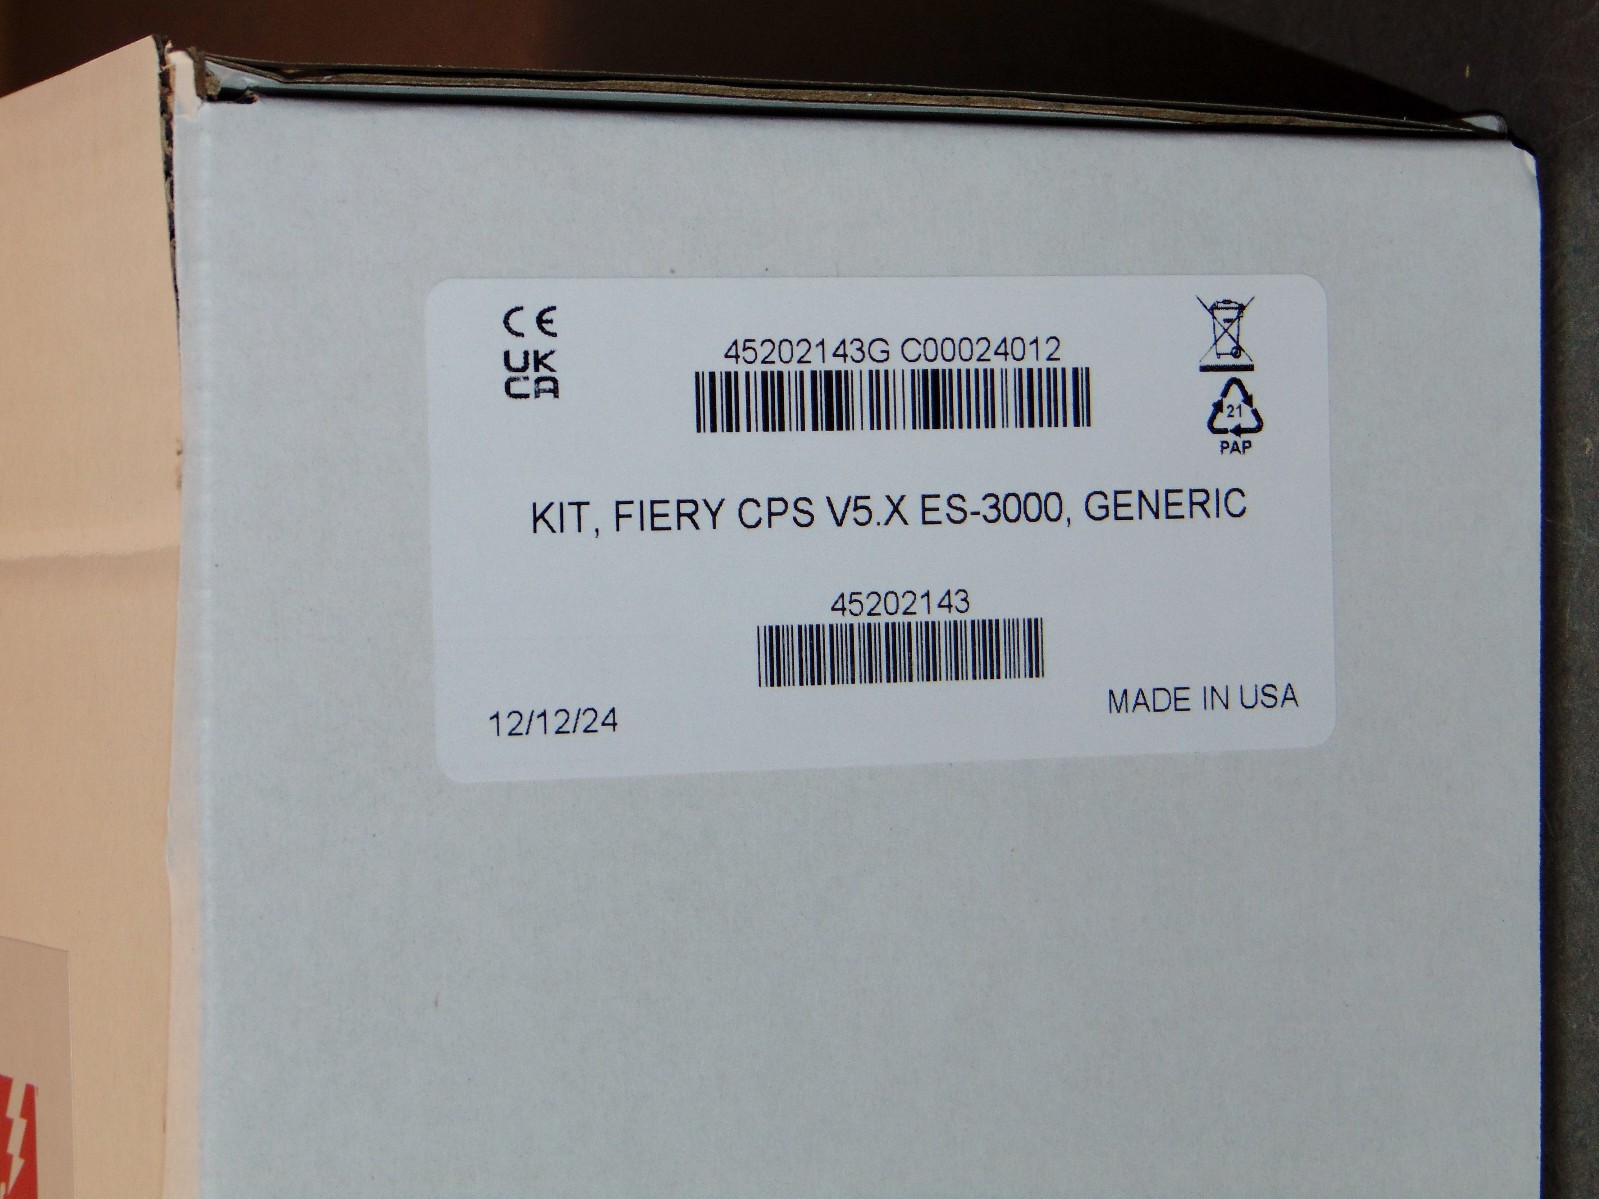 CE
UK
CA
45202143G C00024012
21
PAP
KIT, FIERY CPS V5.X ES-3000, GENERIC
45202143
12/12/24
MADE IN USA